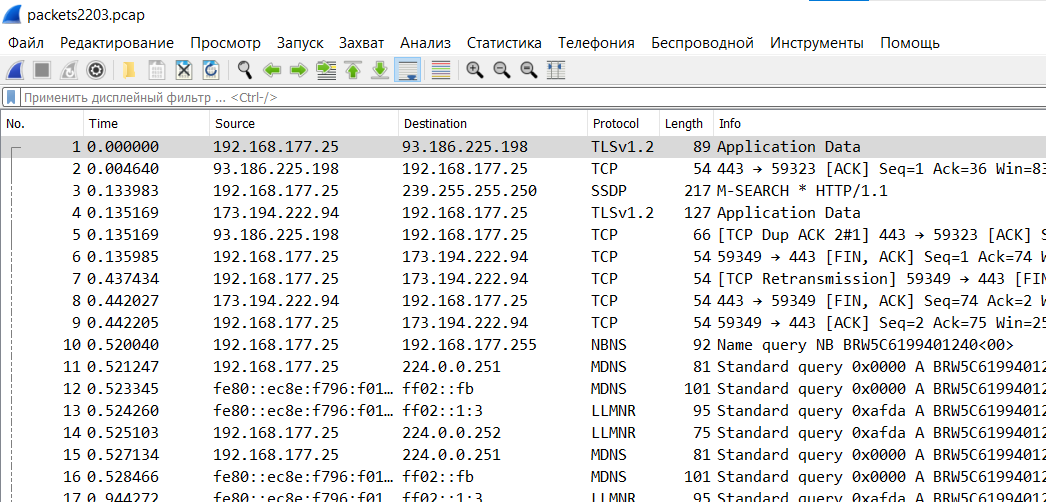 packets2203.pcap
Файл Редактирование Просмотр Запуск Захват Анализ Статистика Телефония Беспроводной Инструменты Помощь
Применить дисплейный фильтр ... <Ctrl-/>
No. Time Source Destination Protocol Length Info
1 0.000000 192.168.177.25 93.186.225.198 TLSv1.2 89 Application Data
2 0.004640 93.186.225.198 192.168.177.25 TCP 54 443 → 59323 [ACK] Seq=1 Ack=36 Win=83
3 0.133983 192.168.177.25 239.255.255.250 SSDP 217 M-SEARCH * HTTP/1.1
4 0.135169 173.194.222.94 192.168.177.25 TLSv1.2 127 Application Data
5 0.135169 93.186.225.198 192.168.177.25 TCP 66 [TCP Dup ACK 2#1] 443 → 59323 [ACK] S
6 0.135985 192.168.177.25 173.194.222.94 TCP 54 59349 → 443 [FIN, ACK] Seq=1 Ack=74 W
7 0.437434 192.168.177.25 173.194.222.94 TCP 54 [TCP Retransmission] 59349 → 443 [FIN
8 0.442027 173.194.222.94 192.168.177.25 TCP 54 443 → 59349 [FIN, ACK] Seq=74 Ack=2 W
9 0.442205 192.168.177.25 173.194.222.94 TCP 54 59349 → 443 [ACK] Seq=2 Ack=75 Win=25
10 0.520040 192.168.177.25 192.168.177.255 NBNS 92 Name query NB BRW5C6199401240<00>
11 0.521247 192.168.177.25 224.0.0.251 MDNS 81 Standard query 0x0000 A BRW5C61994012
12 0.523345 fe80::ec8e:f796:f01… ff02::fb MDNS 101 Standard query 0x0000 A BRW5C61994012
13 0.524260 fe80::ec8e:f796:f01… ff02::1:3 LLMNR 95 Standard query 0xafda A BRW5C61994012
14 0.525103 192.168.177.25 224.0.0.252 LLMNR 75 Standard query 0xafda A BRW5C61994012
15 0.527134 192.168.177.25 224.0.0.251 MDNS 81 Standard query 0x0000 A BRW5C61994012
16 0.528466 fe80::ec8e:f796:f01… ff02::fb MDNS 101 Standard query 0x0000 A BRW5C61994012
17 0.944272 fe80::ec8e:f796:f01… ff02::1:3 LLMNR 95 Standard query 0xafda A BRW5C61994012